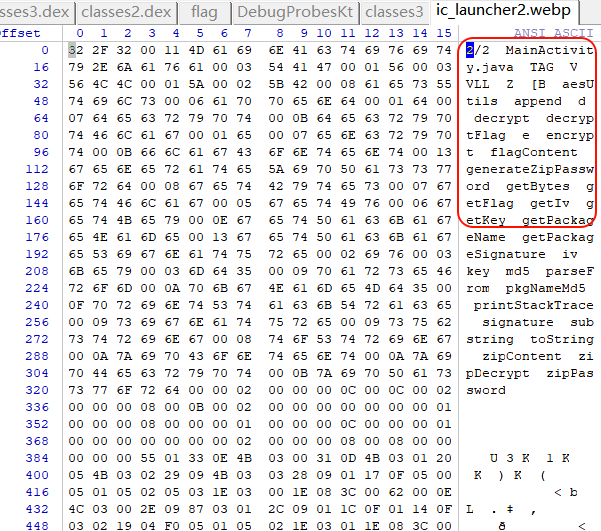 sses3.dex classes2.dex flag DebugProbesKt classes3 ic_launcher2.webp
Offset 0 1 2 3 4 5 6 7 8 9 10 11 12 13 14 15 ANSI ASCII
0 32 2F 32 00 11 4D 61 69 6E 41 63 74 69 76 69 74 2/2 MainActivit
16 79 2E 6A 61 76 61 00 03 54 41 47 00 01 56 00 03 y.java TAG V
32 56 4C 4C 00 01 5A 00 02 5B 42 00 08 61 65 73 55 VLL Z [B aesU
48 74 69 6C 73 00 06 61 70 70 65 6E 64 00 01 64 00 tils append d
64 07 64 65 63 72 79 70 74 00 0B 64 65 63 72 79 70 decrypt decryp
80 74 46 6C 61 67 00 01 65 00 07 65 6E 63 72 79 70 tFlag e encryp
96 74 00 0B 66 6C 61 67 43 6F 6E 74 65 6E 74 00 13 t flagContent
112 67 65 6E 65 72 61 74 65 5A 69 70 50 61 73 73 77 generateZipPassw
128 6F 72 64 00 08 67 65 74 42 79 74 65 73 00 07 67 ord getBytes g
144 65 74 46 6C 61 67 00 05 67 65 74 49 76 00 06 67 etFlag getIv g
160 65 74 4B 65 79 00 0E 67 65 74 50 61 63 6B 61 67 etKey getPackag
176 65 4E 61 6D 65 00 13 67 65 74 50 61 63 6B 61 67 eName getPackag
192 65 53 69 67 6E 61 74 75 72 65 00 02 69 76 00 03 eSignature iv
208 6B 65 79 00 03 6D 64 35 00 09 70 61 72 73 65 46 key md5 parseF
224 72 6F 6D 00 0A 70 6B 67 4E 61 6D 65 4D 64 35 00 rom pkgNameMd5
240 0F 70 72 69 6E 74 53 74 61 63 6B 54 72 61 63 65 printStackTrace
256 00 09 73 69 67 6E 61 74 75 72 65 00 09 73 75 62 signature sub
272 73 74 72 69 6E 67 00 08 74 6F 53 74 72 69 6E 67 string toString
288 00 0A 7A 69 70 43 6F 6E 74 65 6E 74 00 0A 7A 69 zipContent zi
304 70 44 65 63 72 79 70 74 00 0B 7A 69 70 50 61 73 pDecrypt zipPas
320 73 77 6F 72 64 00 00 02 00 00 00 0C 00 0C 00 02 sword
336 00 00 00 08 00 0B 00 02 00 00 00 00 00 00 00 01
352 00 00 00 08 00 00 00 01 00 00 00 0C 00 00 00 01
368 00 00 00 00 00 00 00 02 00 00 00 08 00 08 00 00
384 00 00 00 55 01 33 0E 4B 03 00 31 0D 4B 03 01 20 U 3 K 1 K
400 05 4B 03 02 29 09 4B 03 03 28 09 01 17 0F 05 00 K ) K (
416 05 01 05 02 05 03 1E 03 00 1E 08 3C 00 62 00 0E < b
432 4C 03 00 2E 09 87 03 01 2C 09 01 1C 0F 01 14 0F L . ‡ ,
448 03 02 19 04 F0 05 01 05 02 1E 03 01 1E 08 3C 00 ð <